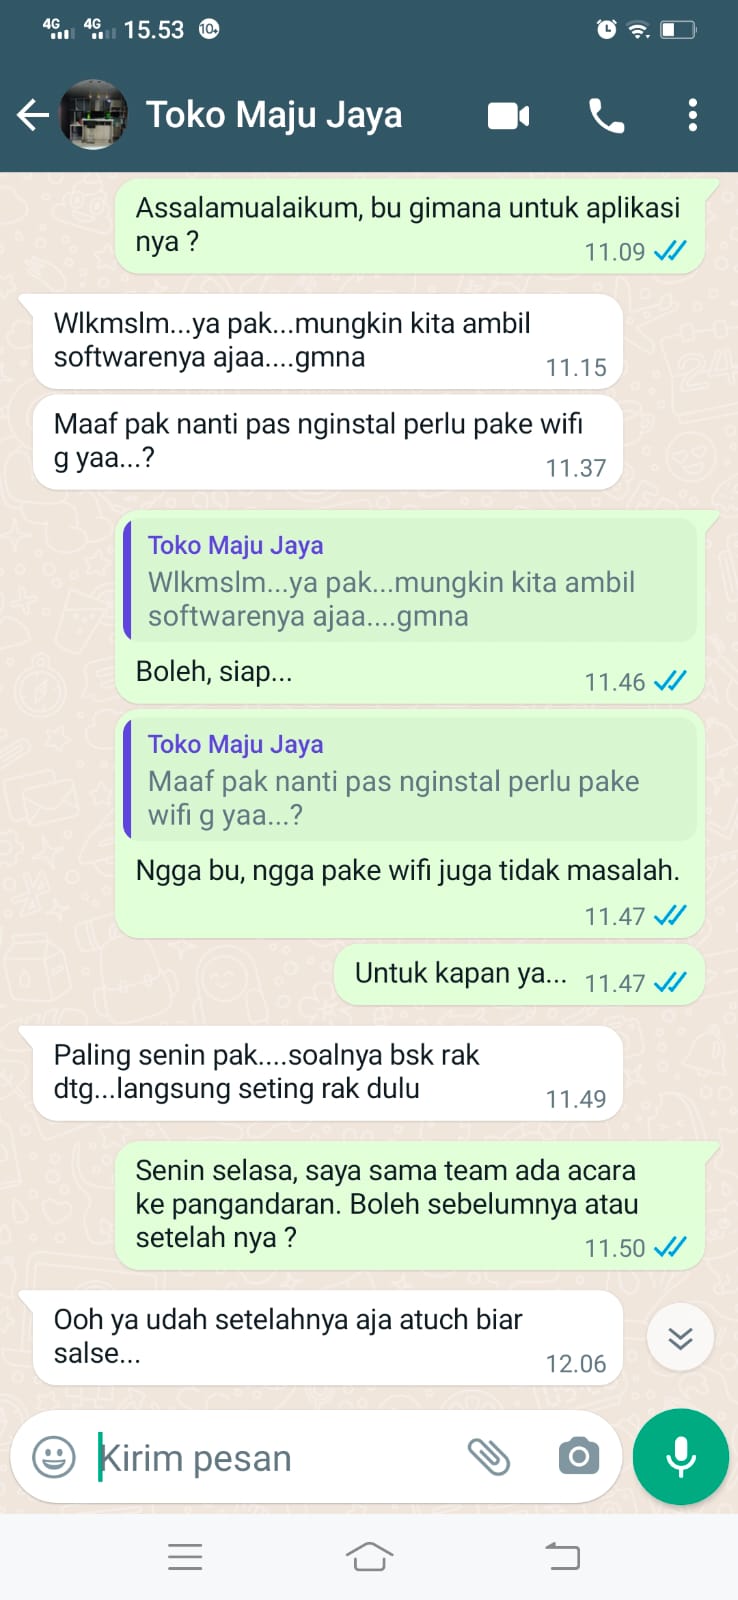 4G 4G 15.53 10+
Toko Maju Jaya
Assalamualaikum, bu gimana untuk aplikasi
nya ?
11.09
Wlkmslm...ya pak...mungkin kita ambil
softwarenya ajaa....gmna
11.15
Maaf pak nanti pas nginstal perlu pake wifi
g yaa...?
11.37
Toko Maju Jaya
Wlkmslm...ya pak...mungkin kita ambil
softwarenya ajaa....gmna
Boleh, siap...
11.46
Toko Maju Jaya
Maaf pak nanti pas nginstal perlu pake
wifi g yaa...?
Ngga bu, ngga pake wifi juga tidak masalah.
11.47
Untuk kapan ya... 11.47
Paling senin pak....soalnya bsk rak
dtg...langsung seting rak dulu
11.49
Senin selasa, saya sama team ada acara
ke pangandaran. Boleh sebelumnya atau
setelah nya ?
11.50
Ooh ya udah setelahnya aja atuch biar
salse...
12.06
Kirim pesan